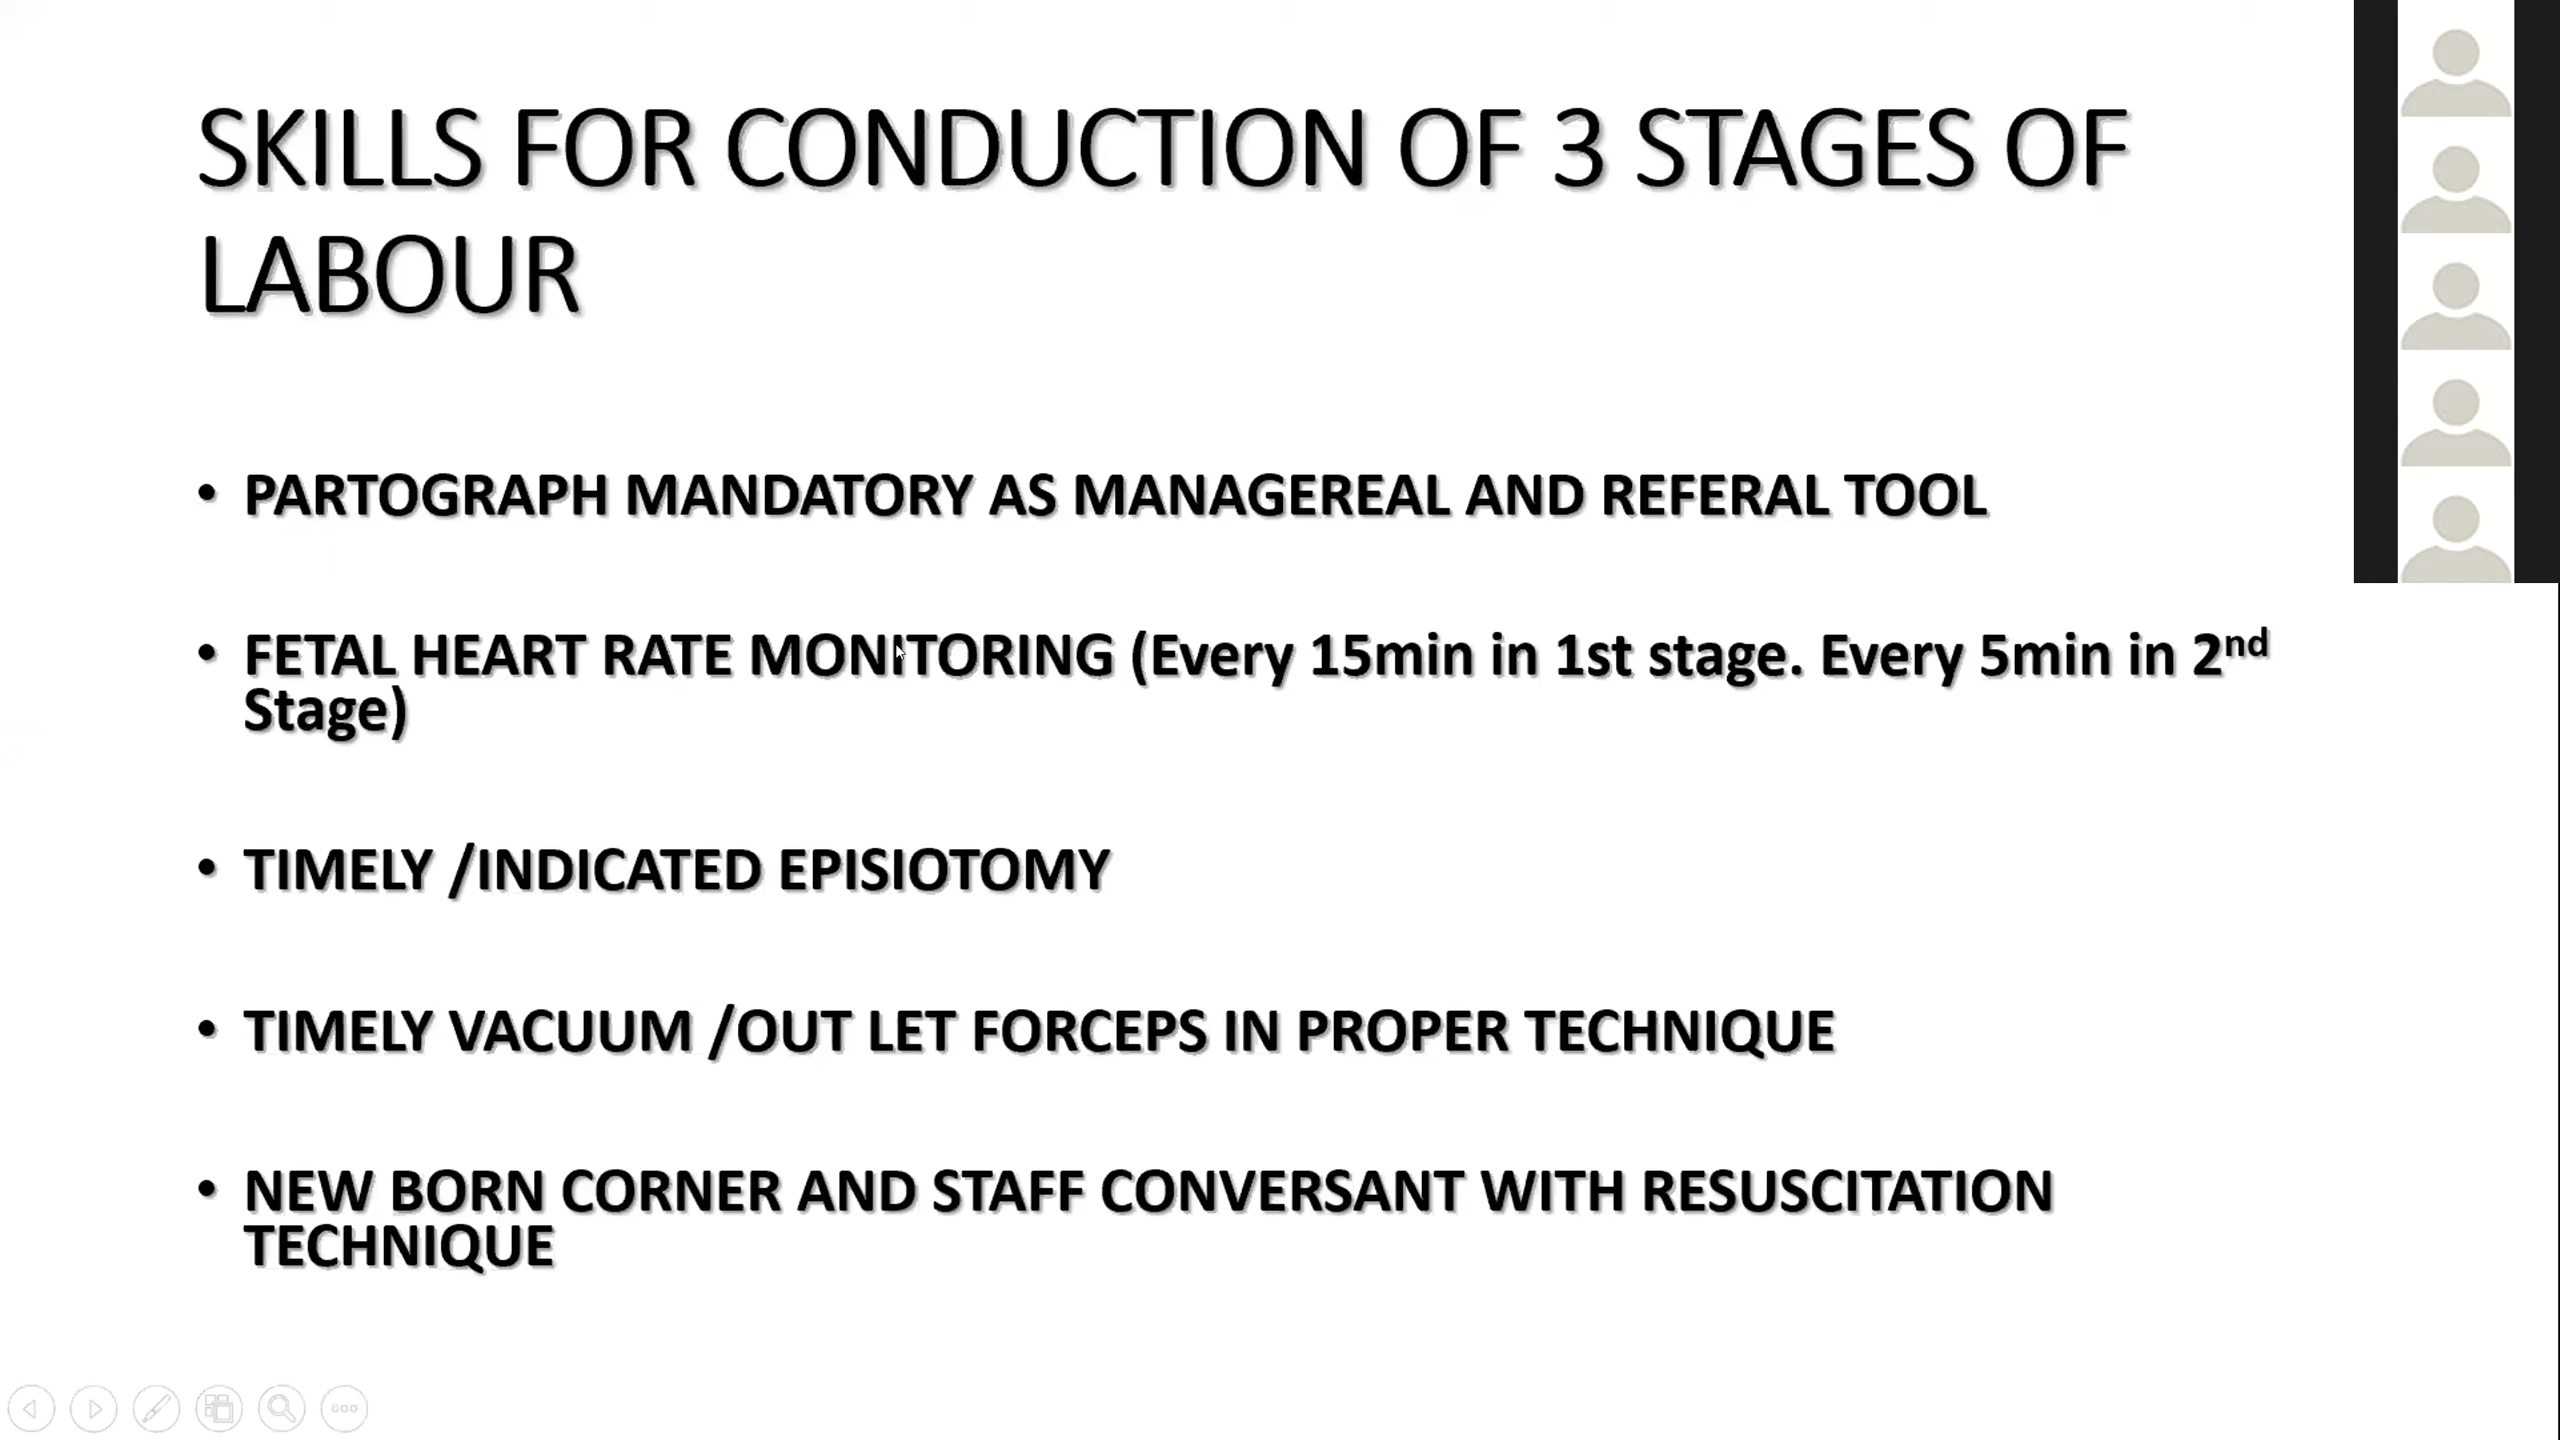 SKILLS FOR CONDUCTION OF 3 STAGES OF
LABOUR
• PARTOGRAPH MANDATORY AS MANAGEREAL AND REFERAL TOOL
• FETAL HEART RATE MONITORING (Every 15min in 1st stage. Every 5min in 2nd
Stage)
• TIMELY /INDICATED EPISIOTOMY
• TIMELY VACUUM /OUT LET FORCEPS IN PROPER TECHNIQUE
• NEW BORN CORNER AND STAFF CONVERSANT WITH RESUSCITATION
TECHNIQUE